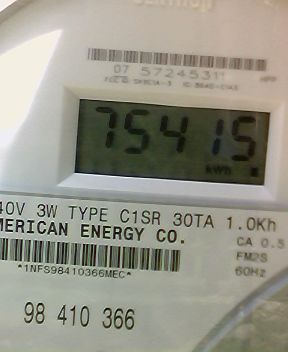 07 57245311
75415
kWh
40V 3W TYPE C1SR 30TA 1.0Kh
MERICAN ENERGY CO.
CA 0.5
FM2S
60Hz
*1NFS98410366MEC*
98 410 366